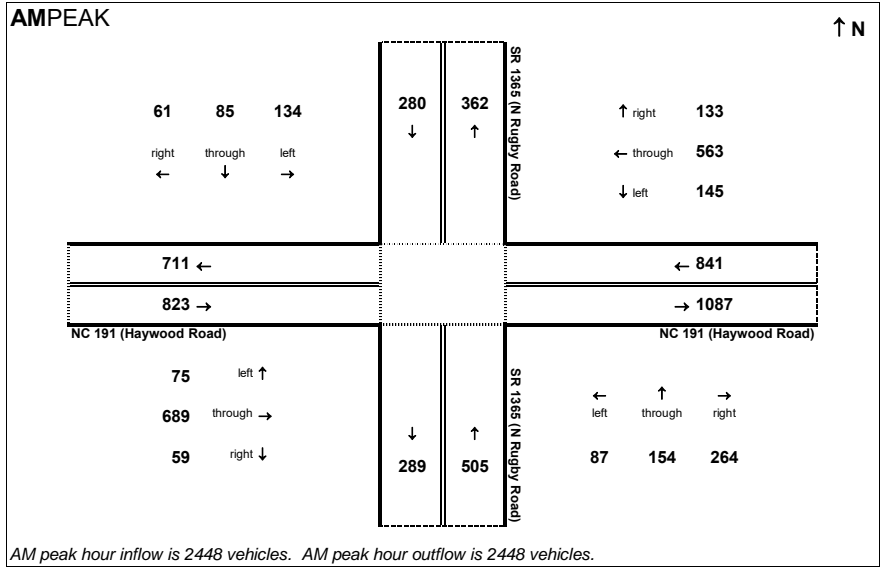 AMPEAK
↑ N
61 85 134
right through left
← ↓ →
280 362
↓ ↑
SR 1365 (N Rugby Road)
↑ right 133
← through 563
↓ left 145
711 ←
← 841
823 →
→ 1087
NC 191 (Haywood Road)
NC 191 (Haywood Road)
75 left ↑
689 through →
59 right ↓
↓ ↑
289 505
SR 1365 (N Rugby Road)
← ↑ →
left through right
87 154 264
AM peak hour inflow is 2448 vehicles. AM peak hour outflow is 2448 vehicles.